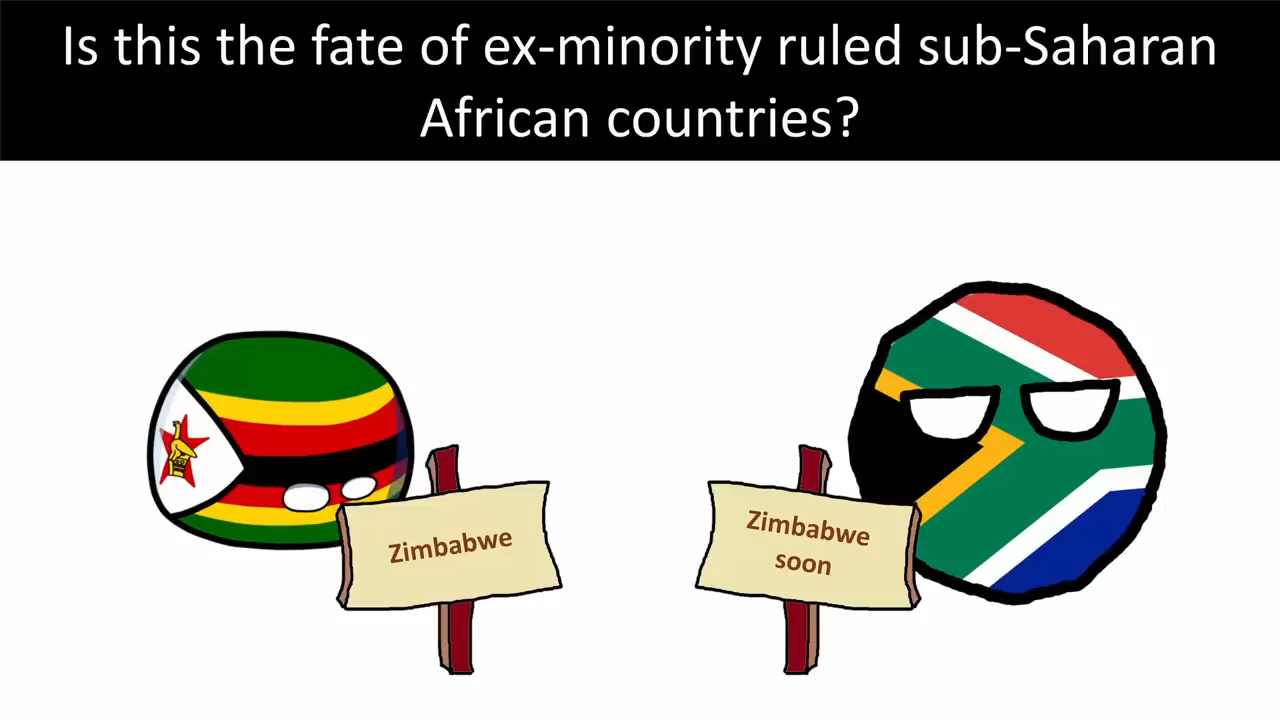 Is this the fate of ex-minority ruled sub-Saharan
African countries?
Zimbabwe
Zimbabwe
soon